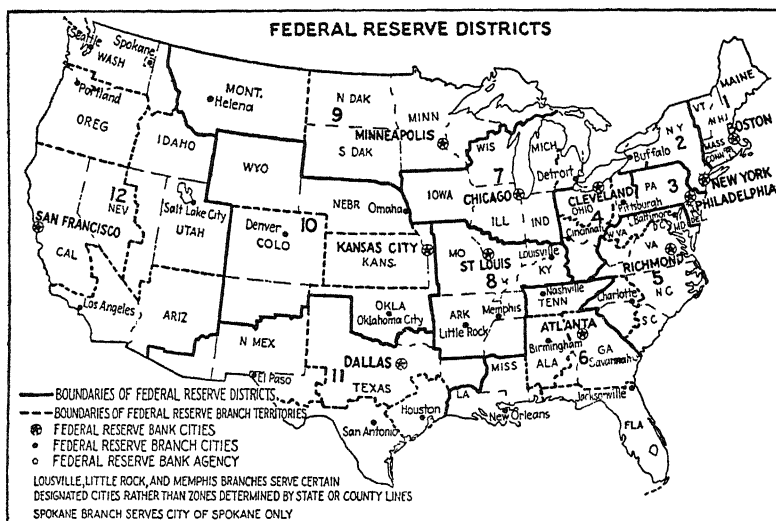 FEDERAL RESERVE DISTRICTS
Seattle
Spokane
WASH
Portland
OREG
IDAHO
MONT.
Helena
WYO
N DAK
9
S DAK
MINN
MINNEAPOLIS
WIS
MICH
7
Detroit
CHICAGO
IOWA
ILL
IND
NEBR
Omaha
12
NEV
SAN FRANCISCO
CAL
Los Angeles
Salt Lake City
UTAH
ARIZ
Denver
COLO
10
KANSAS CITY
KANS.
MO
ST LOUIS
8
Louisville
KY
CLEVELAND
OHIO
4
Cincinnati
Pittsburgh
PA
3
Buffalo
N Y
2
VT
N H
1
MAINE
BOSTON
MASS
CONN
NEW YORK
PHILADELPHIA
Baltimore
MD
DEL
D C
W VA
VA
RICHMOND
5
Charlotte
N C
S C
Nashville
TENN
Memphis
ARK
Little Rock
OKLA
Oklahoma City
N MEX
El Paso
DALLAS
11
TEXAS
Houston
San Antonio
LA
New Orleans
MISS
ATLANTA
Birmingham
ALA
6
GA
Savannah
Jacksonville
FLA
BOUNDARIES OF FEDERAL RESERVE DISTRICTS
BOUNDARIES OF FEDERAL RESERVE BRANCH TERRITORIES
FEDERAL RESERVE BANK CITIES
FEDERAL RESERVE BRANCH CITIES
FEDERAL RESERVE BANK AGENCY
LOUSVILLE, LITTLE ROCK, AND MEMPHIS BRANCHES SERVE CERTAIN
DESIGNATED CITIES RATHER THAN ZONES DETERMINED BY STATE OR COUNTY LINES
SPOKANE BRANCH SERVES CITY OF SPOKANE ONLY